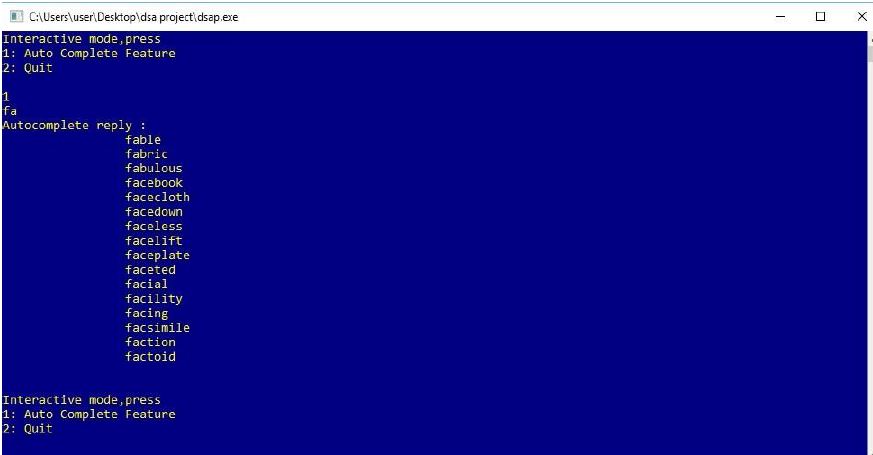 C:\Users\user\Desktop\dsa project\dsap.exe
Interactive mode,press
1: Auto Complete Feature
2: Quit
1
fa
Autocomplete reply :
fable
fabric
fabulous
facebook
facecloth
facedown
faceless
facelift
faceplate
faceted
facial
facility
facing
facsimile
faction
factoid
Interactive mode,press
1: Auto Complete Feature
2: Quit